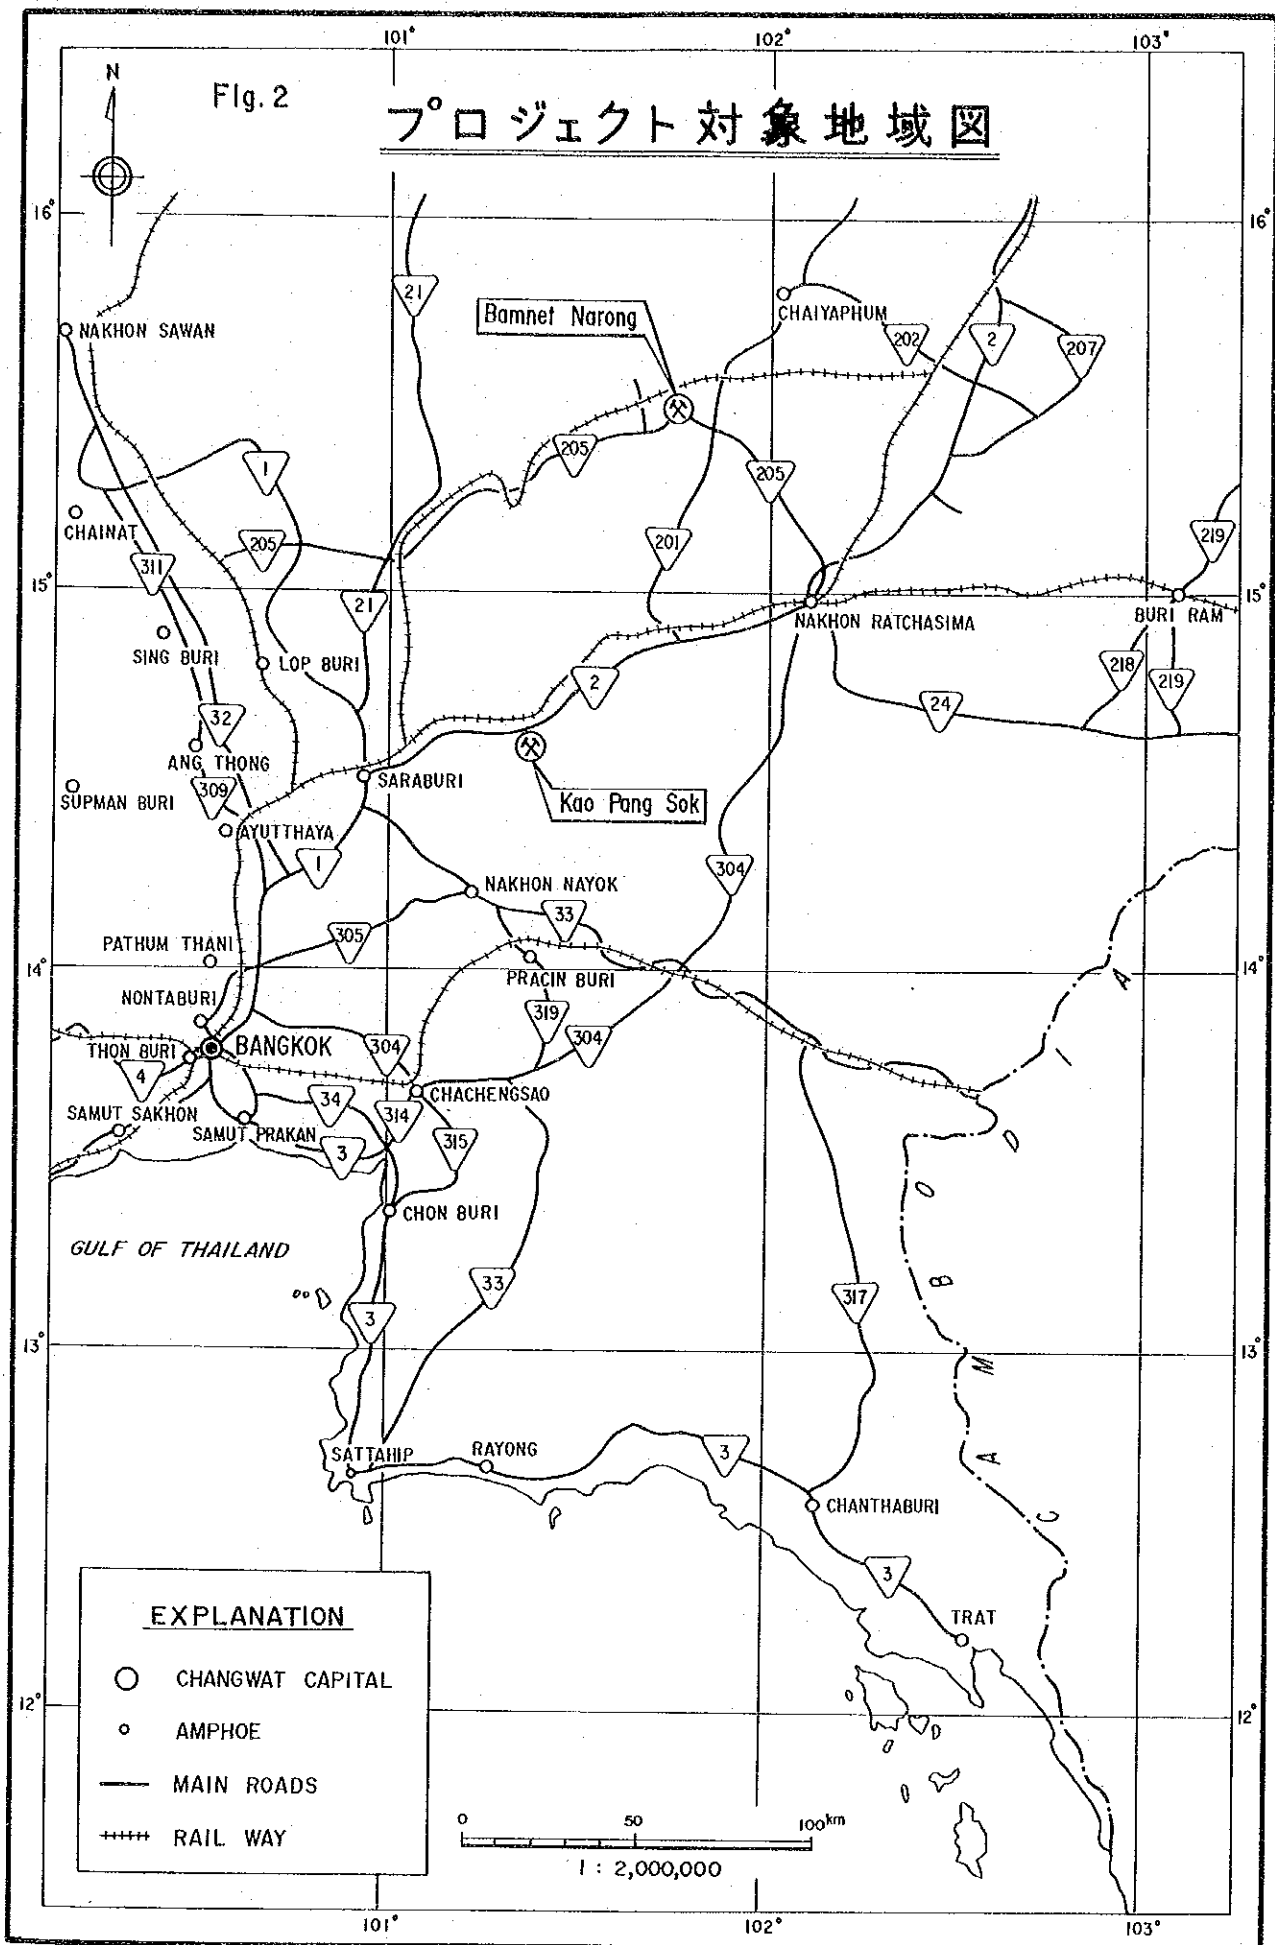 101° 102° 103°
N
Fig. 2
プロジェクト対象地域図
16° 16°
21
Bamnet Narong
CHAIYAPHUM
NAKHON SAWAN
202
2
207
1
205
205
CHAINAT
205
201
219
311
15° 15°
21
NAKHON RATCHASIMA
BURI RAM
SING BURI
LOP BURI
2
218
219
32
24
ANG THONG
SARABURI
309
SUPMAN BURI
Kao Pang Sok
AYUTTHAYA
1
304
NAKHON NAYOK
33
305
PATHUM THANI
14° 14°
PRACIN BURI
NONTABURI
319
304
304
THON BURI
BANGKOK
4
CHACHENGSAO
34
314
SAMUT SAKHON
SAMUT PRAKAN
3
315
CHON BURI
GULF OF THAILAND
33
317
3
13° 13°
CAMBODIA
SATTAHIP
RAYONG
3
CHANTHABURI
3
TRAT
EXPLANATION
CHANGWAT CAPITAL
12° 12°
AMPHOE
MAIN ROADS
RAIL WAY
0 50 100km
1 : 2,000,000
101° 102° 103°